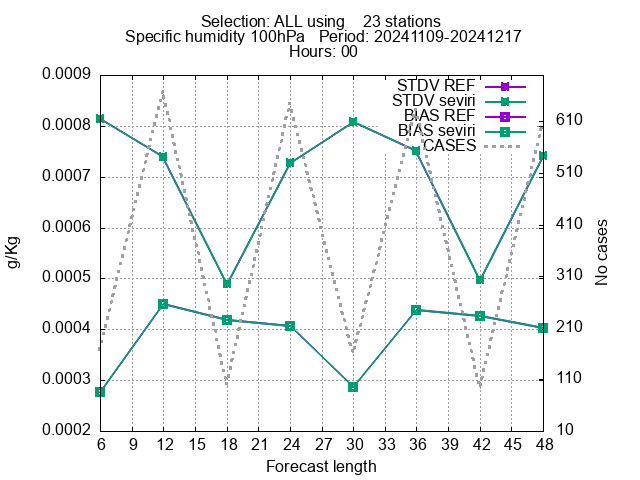 Selection: ALL using 23 stations
Specific humidity 100hPa Period: 20241109-20241217
Hours: 00
STDV REF
STDV seviri
BIAS REF
BIAS seviri
CASES
0.0009
0.0008
0.0007
0.0006
0.0005
0.0004
0.0003
0.0002
g/Kg
610
510
410
310
210
110
10
No cases
6 9 12 15 18 21 24 27 30 33 36 39 42 45 48
Forecast length